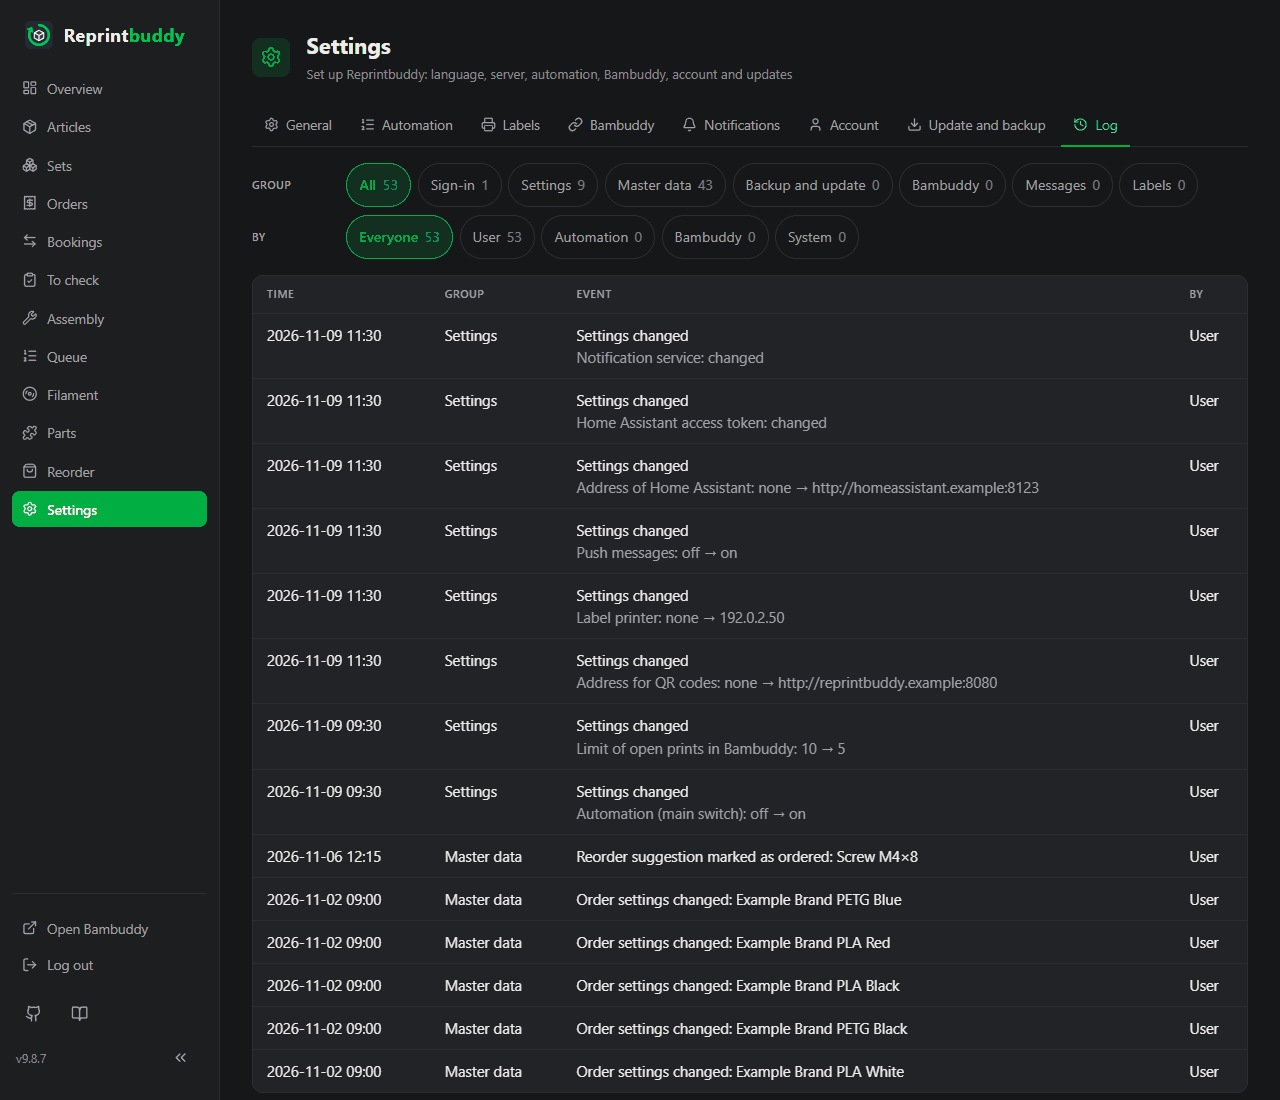 Reprintbuddy
Overview
Articles
Sets
Orders
Bookings
To check
Assembly
Queue
Filament
Parts
Reorder
Settings
Open Bambuddy
Log out
v9.8.7
Settings
Set up Reprintbuddy: language, server, automation, Bambuddy, account and updates
General Automation Labels Bambuddy Notifications Account Update and backup Log
GROUP All 53 Sign-in 1 Settings 9 Master data 43 Backup and update 0 Bambuddy 0 Messages 0 Labels 0
BY Everyone 53 User 53 Automation 0 Bambuddy 0 System 0
TIME GROUP EVENT BY
2026-11-09 11:30 Settings Settings changed User
Notification service: changed
2026-11-09 11:30 Settings Settings changed User
Home Assistant access token: changed
2026-11-09 11:30 Settings Settings changed User
Address of Home Assistant: none → http://homeassistant.example:8123
2026-11-09 11:30 Settings Settings changed User
Push messages: off → on
2026-11-09 11:30 Settings Settings changed User
Label printer: none → 192.0.2.50
2026-11-09 11:30 Settings Settings changed User
Address for QR codes: none → http://reprintbuddy.example:8080
2026-11-09 09:30 Settings Settings changed User
Limit of open prints in Bambuddy: 10 → 5
2026-11-09 09:30 Settings Settings changed User
Automation (main switch): off → on
2026-11-06 12:15 Master data Reorder suggestion marked as ordered: Screw M4×8 User
2026-11-02 09:00 Master data Order settings changed: Example Brand PETG Blue User
2026-11-02 09:00 Master data Order settings changed: Example Brand PLA Red User
2026-11-02 09:00 Master data Order settings changed: Example Brand PLA Black User
2026-11-02 09:00 Master data Order settings changed: Example Brand PETG Black User
2026-11-02 09:00 Master data Order settings changed: Example Brand PLA White User